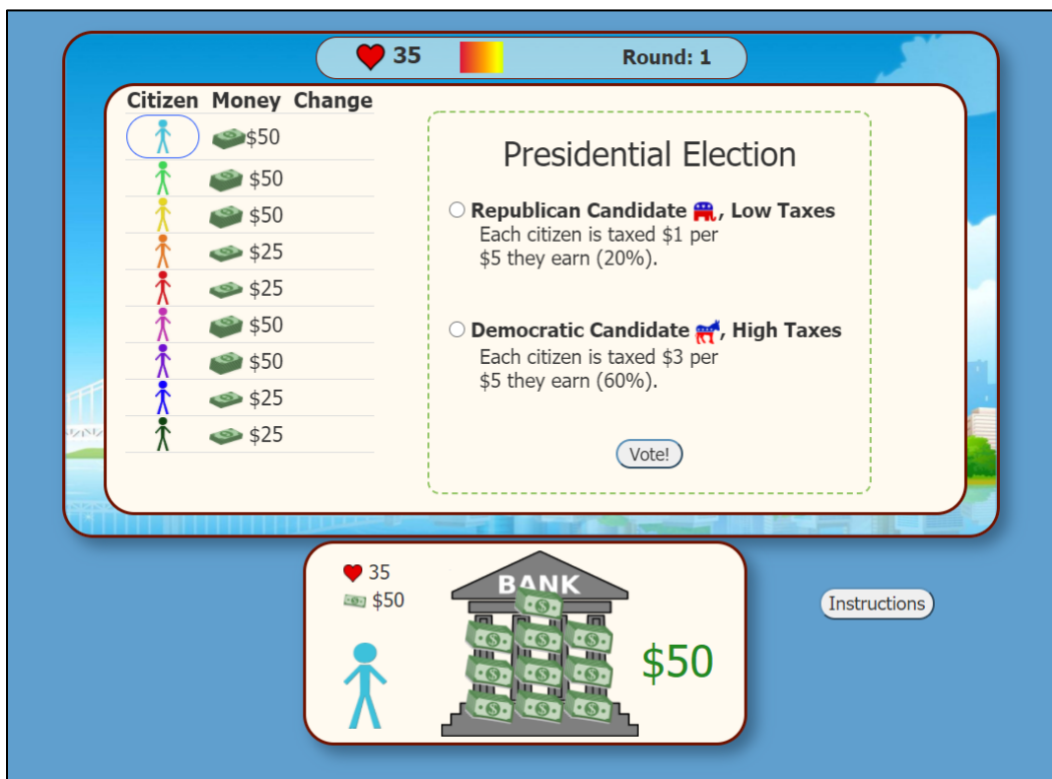 35
Round: 1
Citizen Money Change
$50
$50
$50
$25
$25
$50
$50
$25
$25
Presidential Election
Republican Candidate , Low Taxes
Each citizen is taxed $1 per
$5 they earn (20%).
Democratic Candidate , High Taxes
Each citizen is taxed $3 per
$5 they earn (60%).
Vote!
35
$50
BANK
$50
Instructions